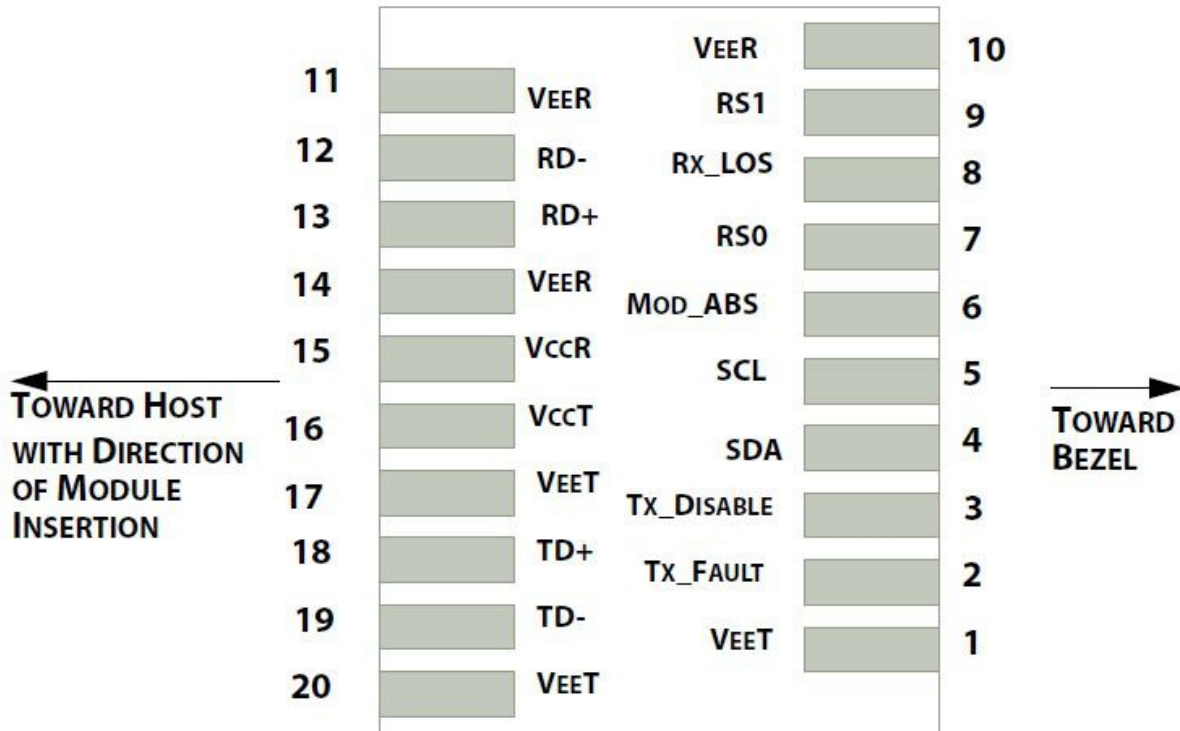 11 VEER
12 RD-
13 RD+
14 VEER
15 VCCR
16 VCCT
17 VEET
18 TD+
19 TD-
20 VEET
VEER 10
RS1 9
RX_LOS 8
RS0 7
MOD_ABS 6
SCL 5
SDA 4
TX_DISABLE 3
TX_FAULT 2
VEET 1
TOWARD HOST
WITH DIRECTION
OF MODULE
INSERTION
TOWARD
BEZEL